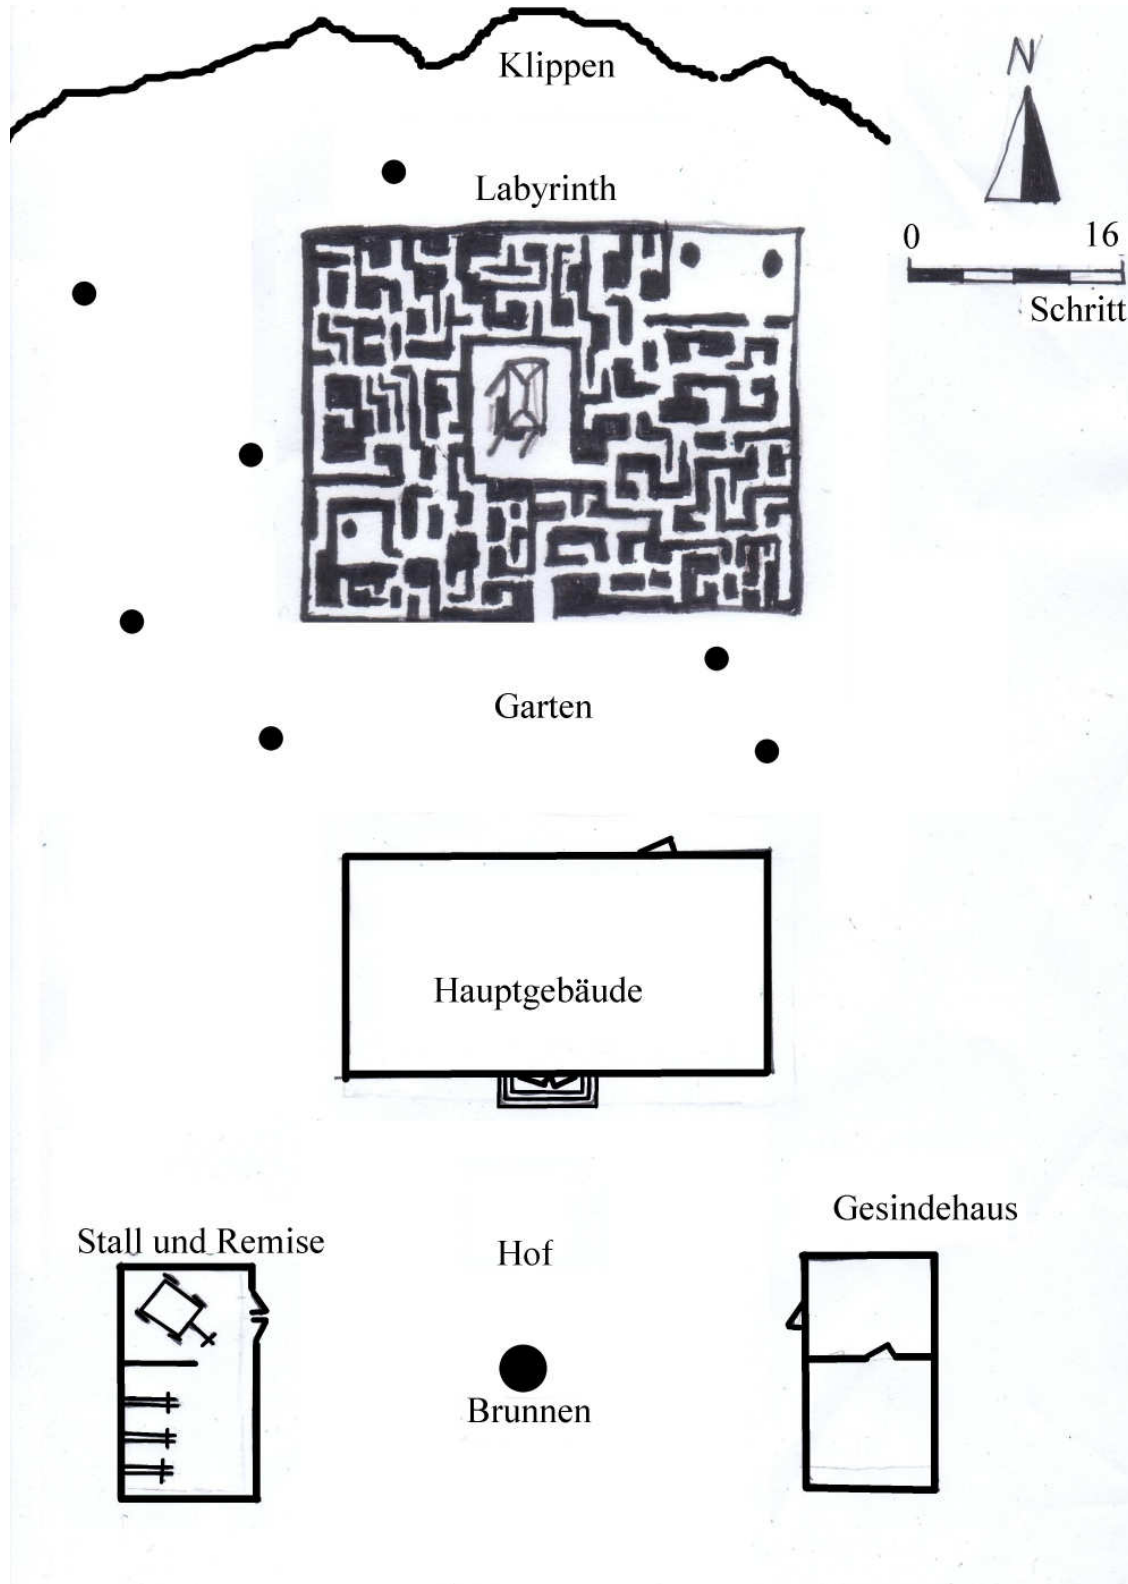 Klippen
N
Labyrinth
0 16
Schritt
Garten
Hauptgebäude
Gesindehaus
Stall und Remise
Hof
Brunnen